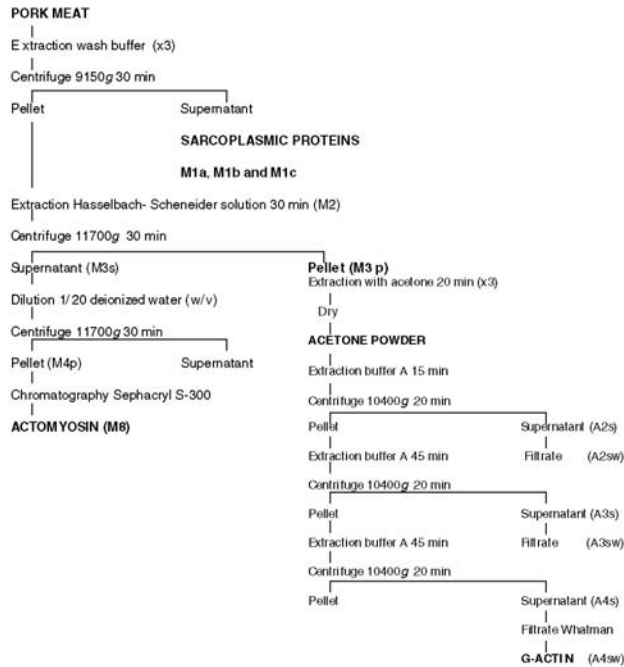 PORK MEAT
Extraction wash buffer (x3)
Centrifuge 9150g 30 min
Pellet Supernatant
SARCOPLASMIC PROTEINS
M1a, M1b and M1c
Extraction Hasselbach- Scheneider solution 30 min (M2)
Centrifuge 11700g 30 min
Supernatant (M3s) Pellet (M3 p)
Extraction with acetone 20 min (x3)
Dilution 1/20 deionized water (w/v)
Dry
Centrifuge 11700g 30 min
ACETONE POWDER
Pellet (M4p) Supernatant
Extraction buffer A 15 min
Chromatography Sephacryl S-300
Centrifuge 10400g 20 min
ACTOMYOSIN (M6)
Pellet Supernatant (A2s)
Extraction buffer A 45 min Filtrate (A2sw)
Centrifuge 10400g 20 min
Pellet Supernatant (A3s)
Extraction buffer A 45 min Filtrate (A3sw)
Centrifuge 10400g 20 min
Pellet Supernatant (A4s)
Filtrate Whatman
G-ACTIN (A4sw)